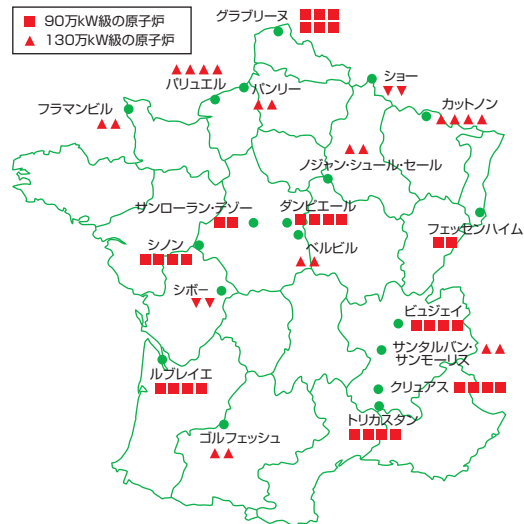 ■ 90万kW級の原子炉
▲ 130万kW級の原子炉
グラブリーヌ
パリュエル
パンリー
ショー
カットノン
フラマンビル
ノジャン・シュール・セール
サンローラン・デゾー
ダンピエール
フェッセンハイム
シノン
ベルビル
シボー
ビュジェイ
サンタルバン・
サンモーリス
ルブレイエ
クリュアス
トリカスタン
ゴルフェッシュ